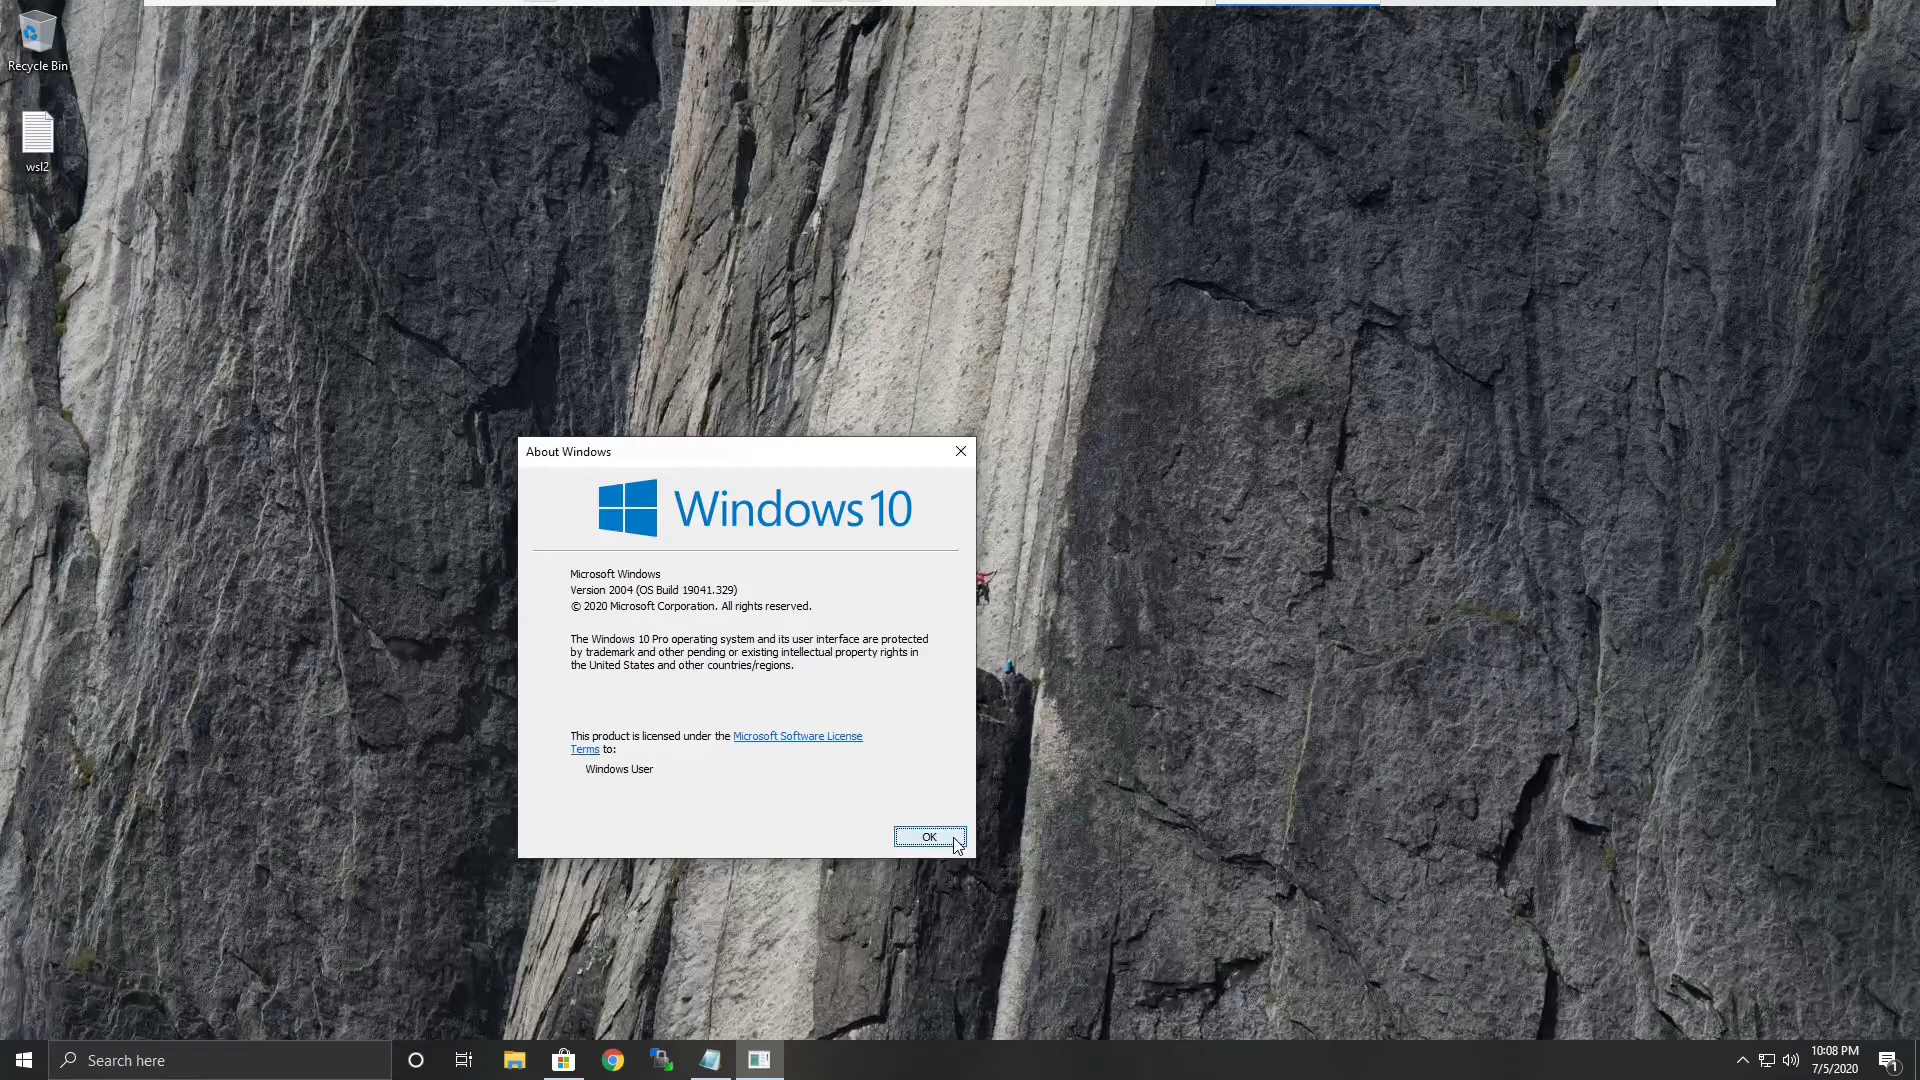 Recycle Bin
wsl2
About Windows
Windows 10
Microsoft Windows
Version 2004 (OS Build 19041.329)
© 2020 Microsoft Corporation. All rights reserved.
The Windows 10 Pro operating system and its user interface are protected
by trademark and other pending or existing intellectual property rights in
the United States and other countries/regions.
This product is licensed under the Microsoft Software License
Terms to:
Windows User
OK
Search here
10:08 PM
7/5/2020
1